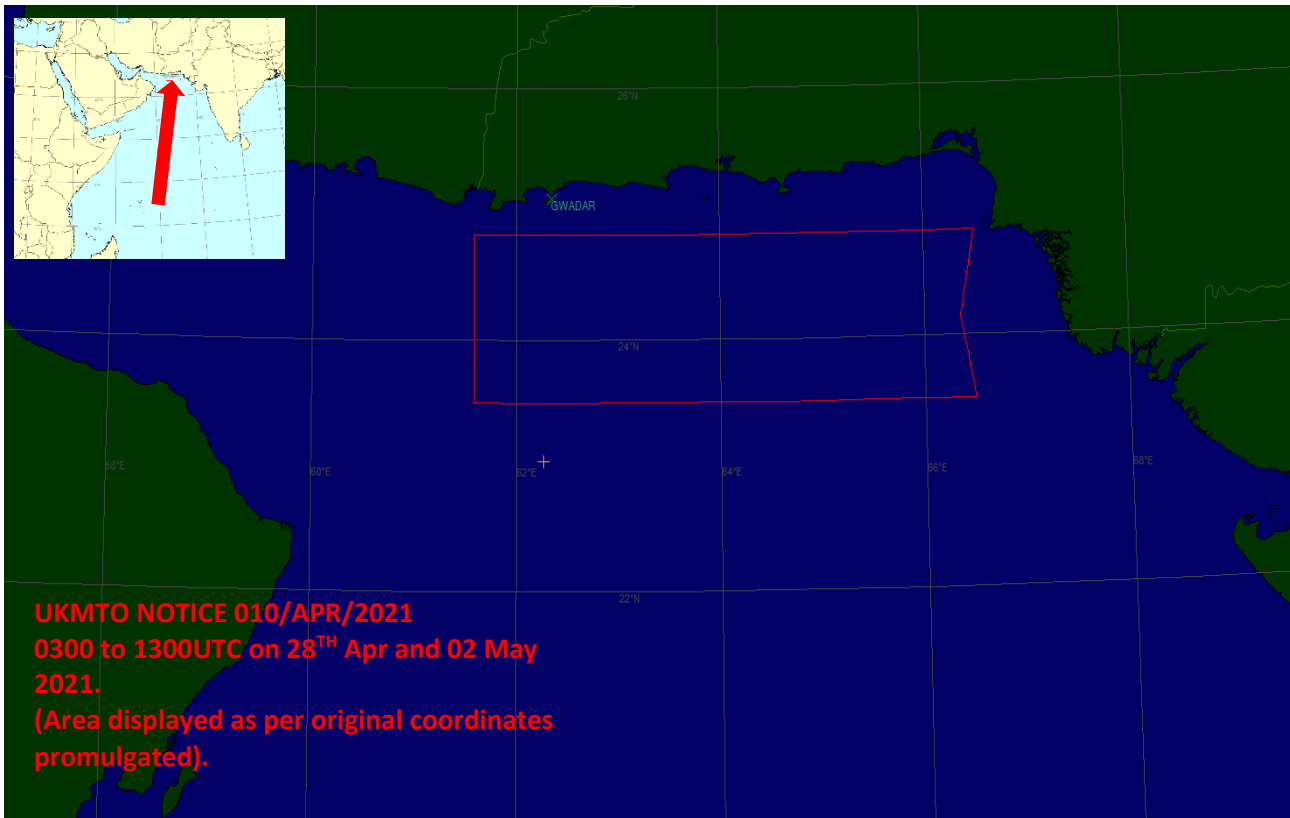 26°N
GWADAR
24°N
58°E
60°E
62°E
64°E
66°E
68°E
22°N
UKMTO NOTICE 010/APR/2021
0300 to 1300UTC on 28TH Apr and 02 May
2021.
(Area displayed as per original coordinates
promulgated).